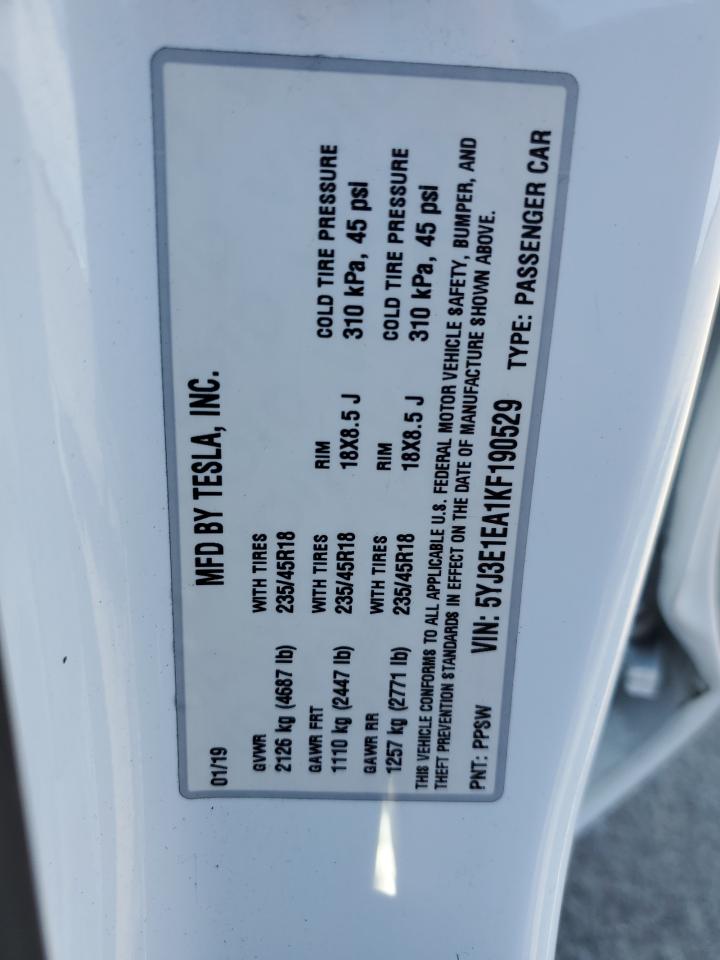 01/19 MFD BY TESLA, INC.
GVWR WITH TIRES
2126 kg (4687 lb) 235/45R18
GAWR FRT WITH TIRES RIM COLD TIRE PRESSURE
1110 kg (2447 lb) 235/45R18 18X8.5 J 310 kPa, 45 psi
GAWR RR WITH TIRES RIM COLD TIRE PRESSURE
1257 kg (2771 lb) 235/45R18 18X8.5 J 310 kPa, 45 psi
THIS VEHICLE CONFORMS TO ALL APPLICABLE U.S. FEDERAL MOTOR VEHICLE SAFETY, BUMPER, AND
THEFT PREVENTION STANDARDS IN EFFECT ON THE DATE OF MANUFACTURE SHOWN ABOVE.
PNT: PPSW VIN: 5YJ3E1EA1KF190529 TYPE: PASSENGER CAR